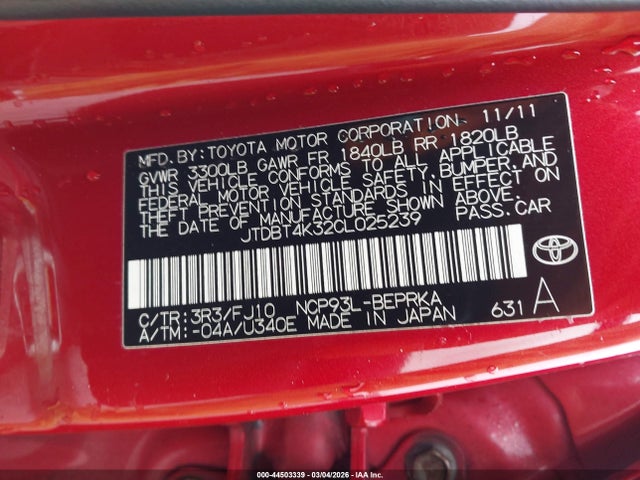 MFD. BY: TOYOTA MOTOR CORPORATION 11/11
GVWR 3300LB GAWR FR 1840LB RR 1820LB
THIS VEHICLE CONFORMS TO ALL APPLICABLE
FEDERAL MOTOR VEHICLE SAFETY, BUMPER, AND
THEFT PREVENTION STANDARDS IN EFFECT ON
THE DATE OF MANUFACTURE SHOWN ABOVE.
JTDBT4K32CL025239 PASS. CAR
C/TR: 3R3/FJ10 NCP93L-BEPRKA
A/TM: -04A/U340E MADE IN JAPAN 631 A
000-44503339 - 03/04/2026 - IAA Inc.